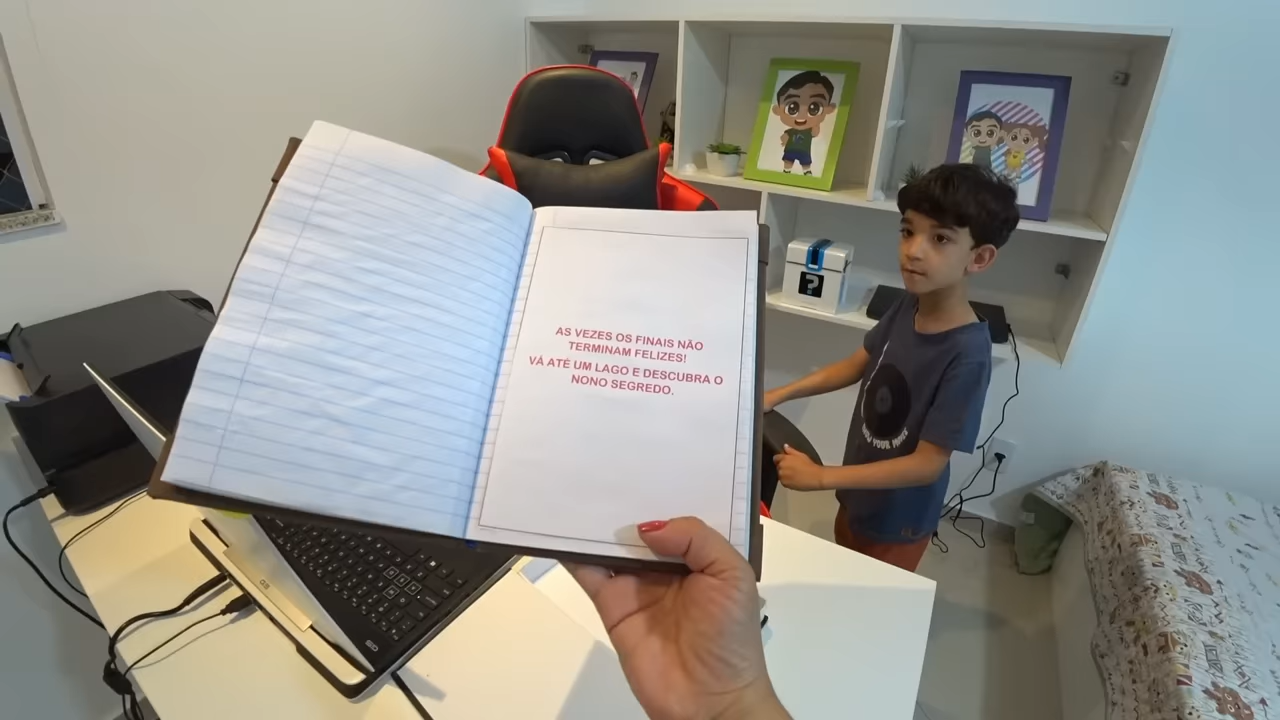 AS VEZES OS FINAIS NÃO
TERMINAM FELIZES!
VÁ ATÉ UM LAGO E DESCUBRA O
NONO SEGREDO.
?